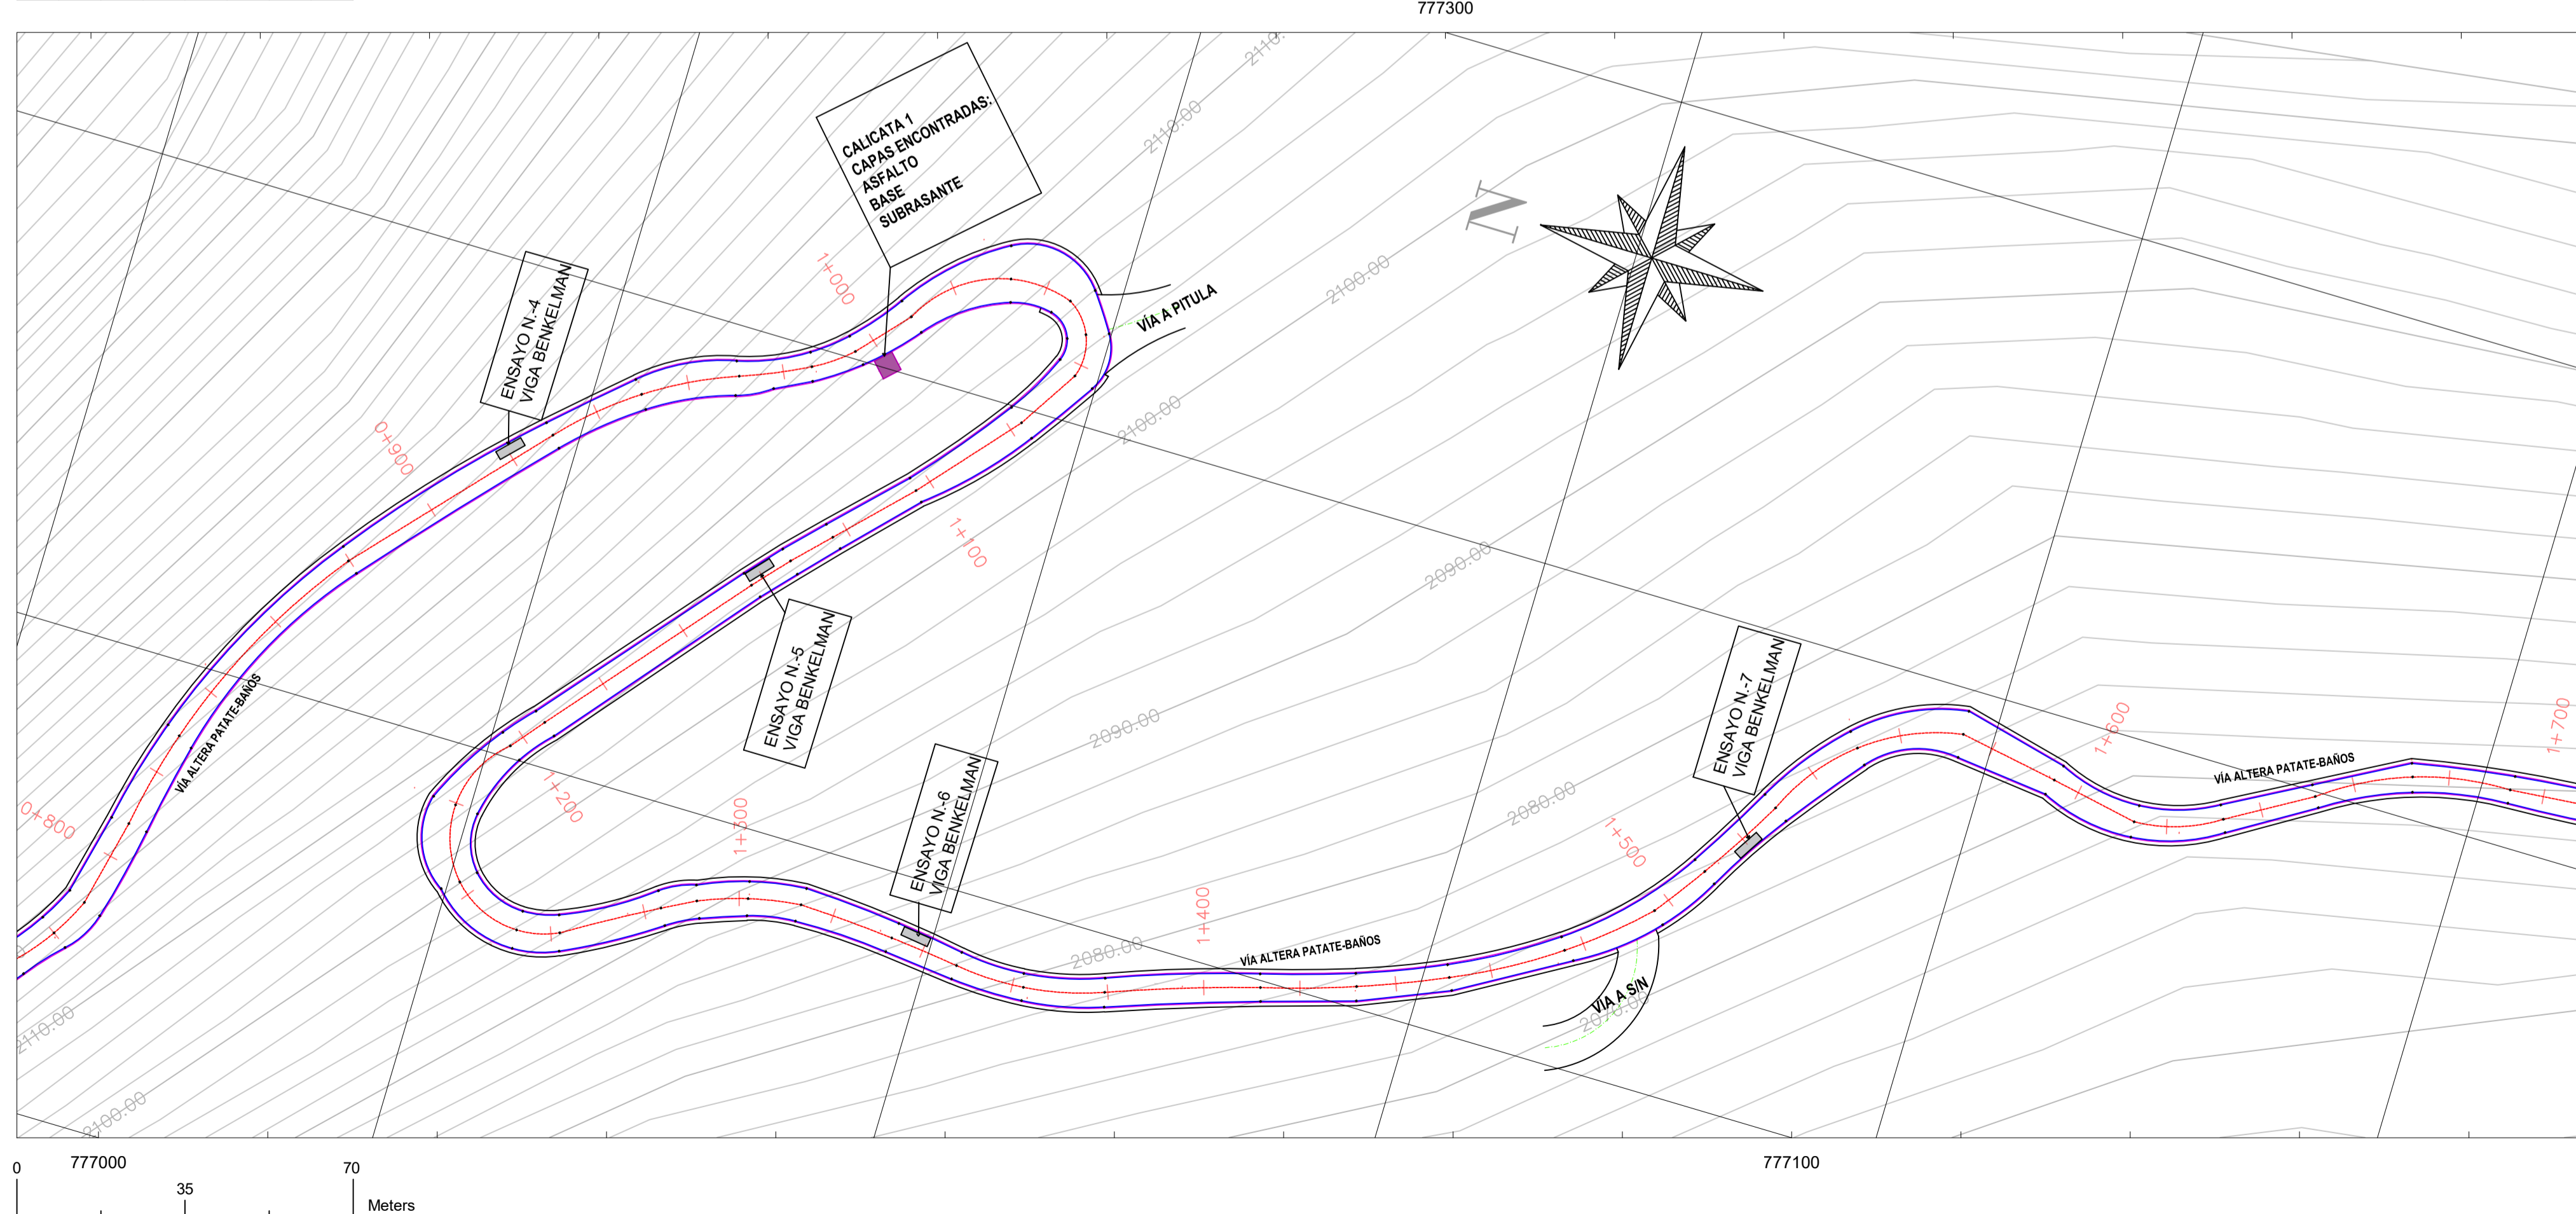 777300
2110.
CALICATA 1
CAPAS ENCONTRADAS:
ASFALTO
BASE
SUBRASANTE
2110.00
N
VÍA A PITULA
1+000
2100.00
ENSAYO N.-4
VIGA BENKELMAN
0+900
2100.00
1+100
2090.00
ENSAYO N.-5
VIGA BENKELMAN
VÍA ALTERA PATATE-BAÑOS
0+800
1+200
1+300
2090.00
ENSAYO N.-6
VIGA BENKELMAN
ENSAYO N.-7
VIGA BENKELMAN
1+600
1+700
VÍA ALTERA PATATE-BAÑOS
2080.00
1+500
1+400
2080.00
VÍA ALTERA PATATE-BAÑOS
VÍA A S/N
2070.00
2110.00
2100.00
0
777000
70
777100
35
Meters